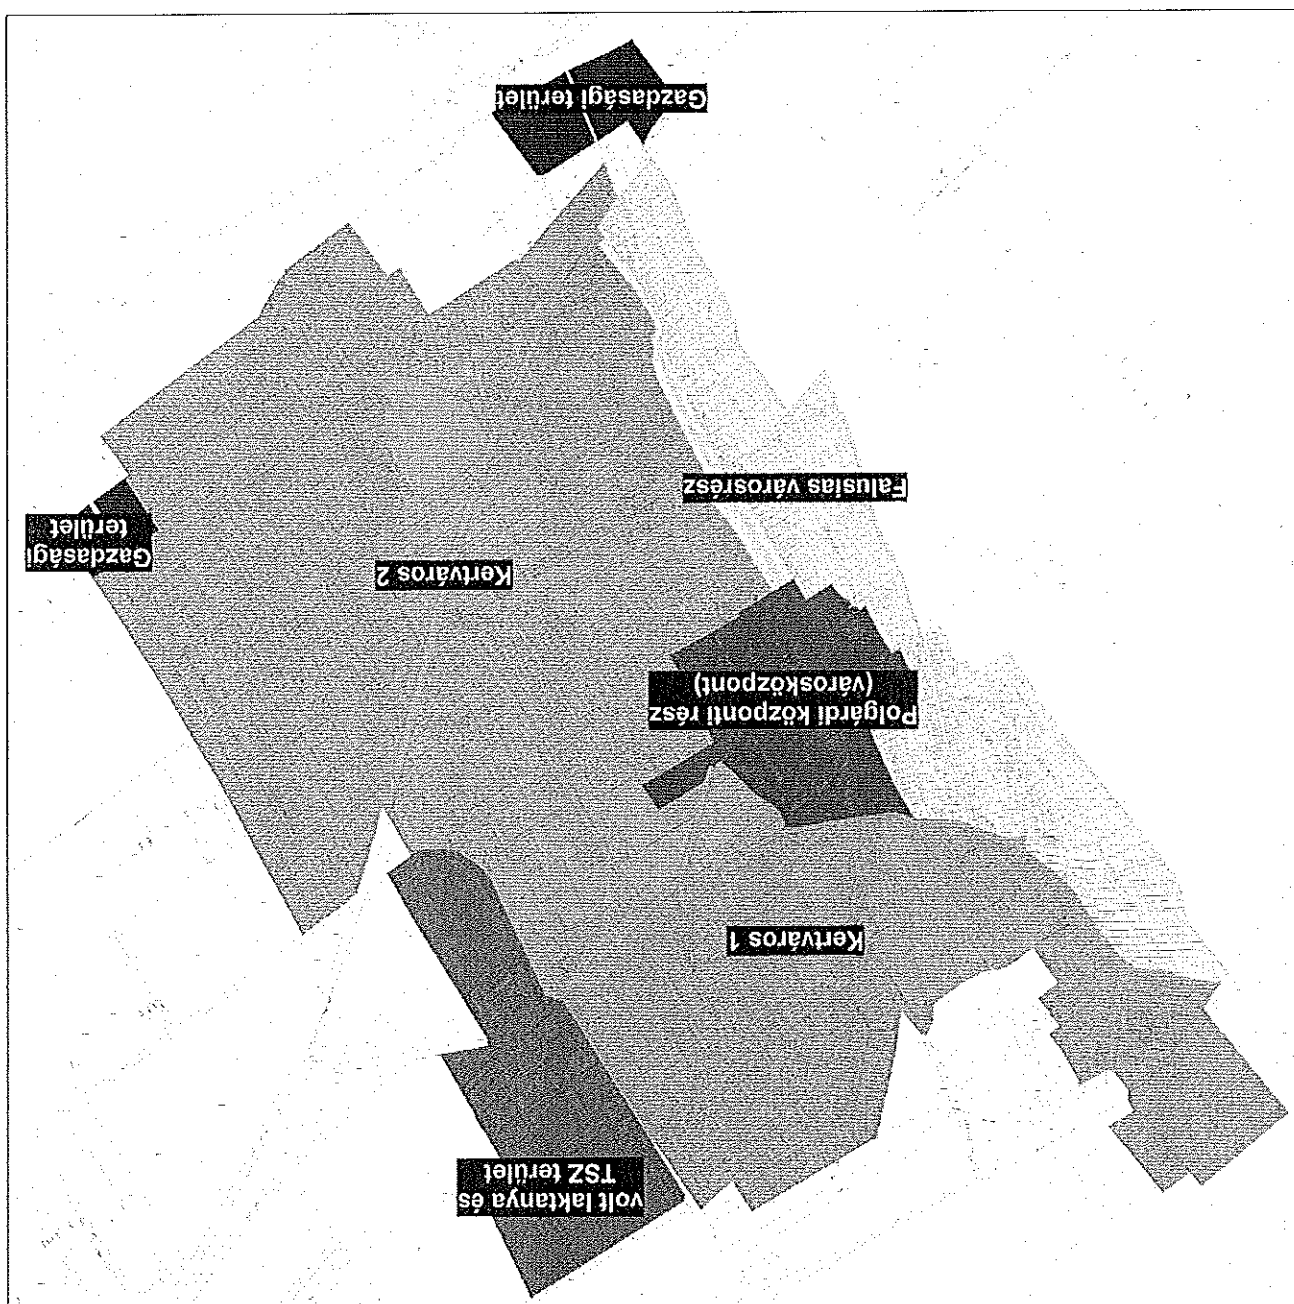 volt laktanya és
TSZ terület
Kertváros 1
Polgárdi központi rész
(városközpont)
Kertváros 2
Gazdasági
terület
Falusias városrész
Gazdasági terület